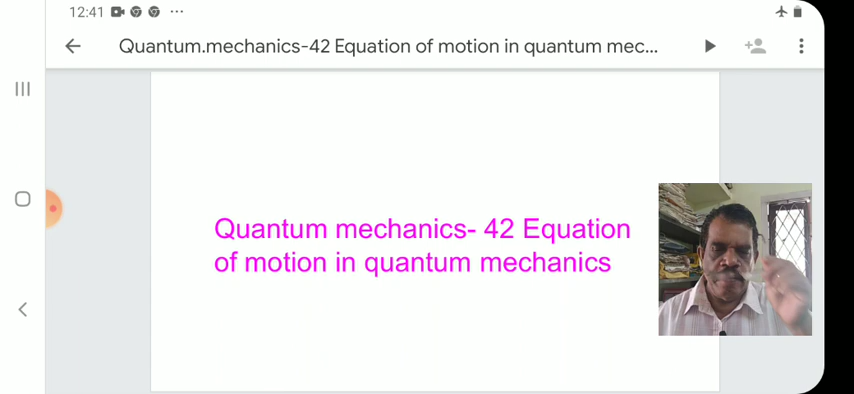 12:41
Quantum.mechanics-42 Equation of motion in quantum mec...
Quantum mechanics- 42 Equation
of motion in quantum mechanics